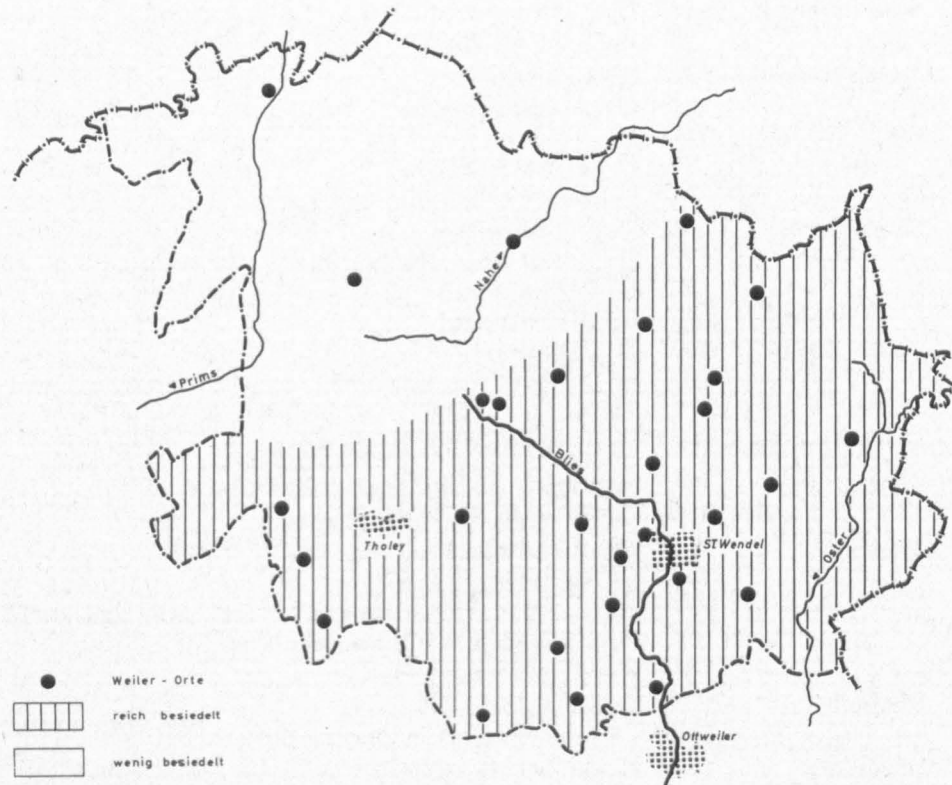 Nahe
Prims
Blies
Tholey
ST.Wendel
Oster
Weiler - Orte
reich besiedelt
Ottweiler
wenig besiedelt